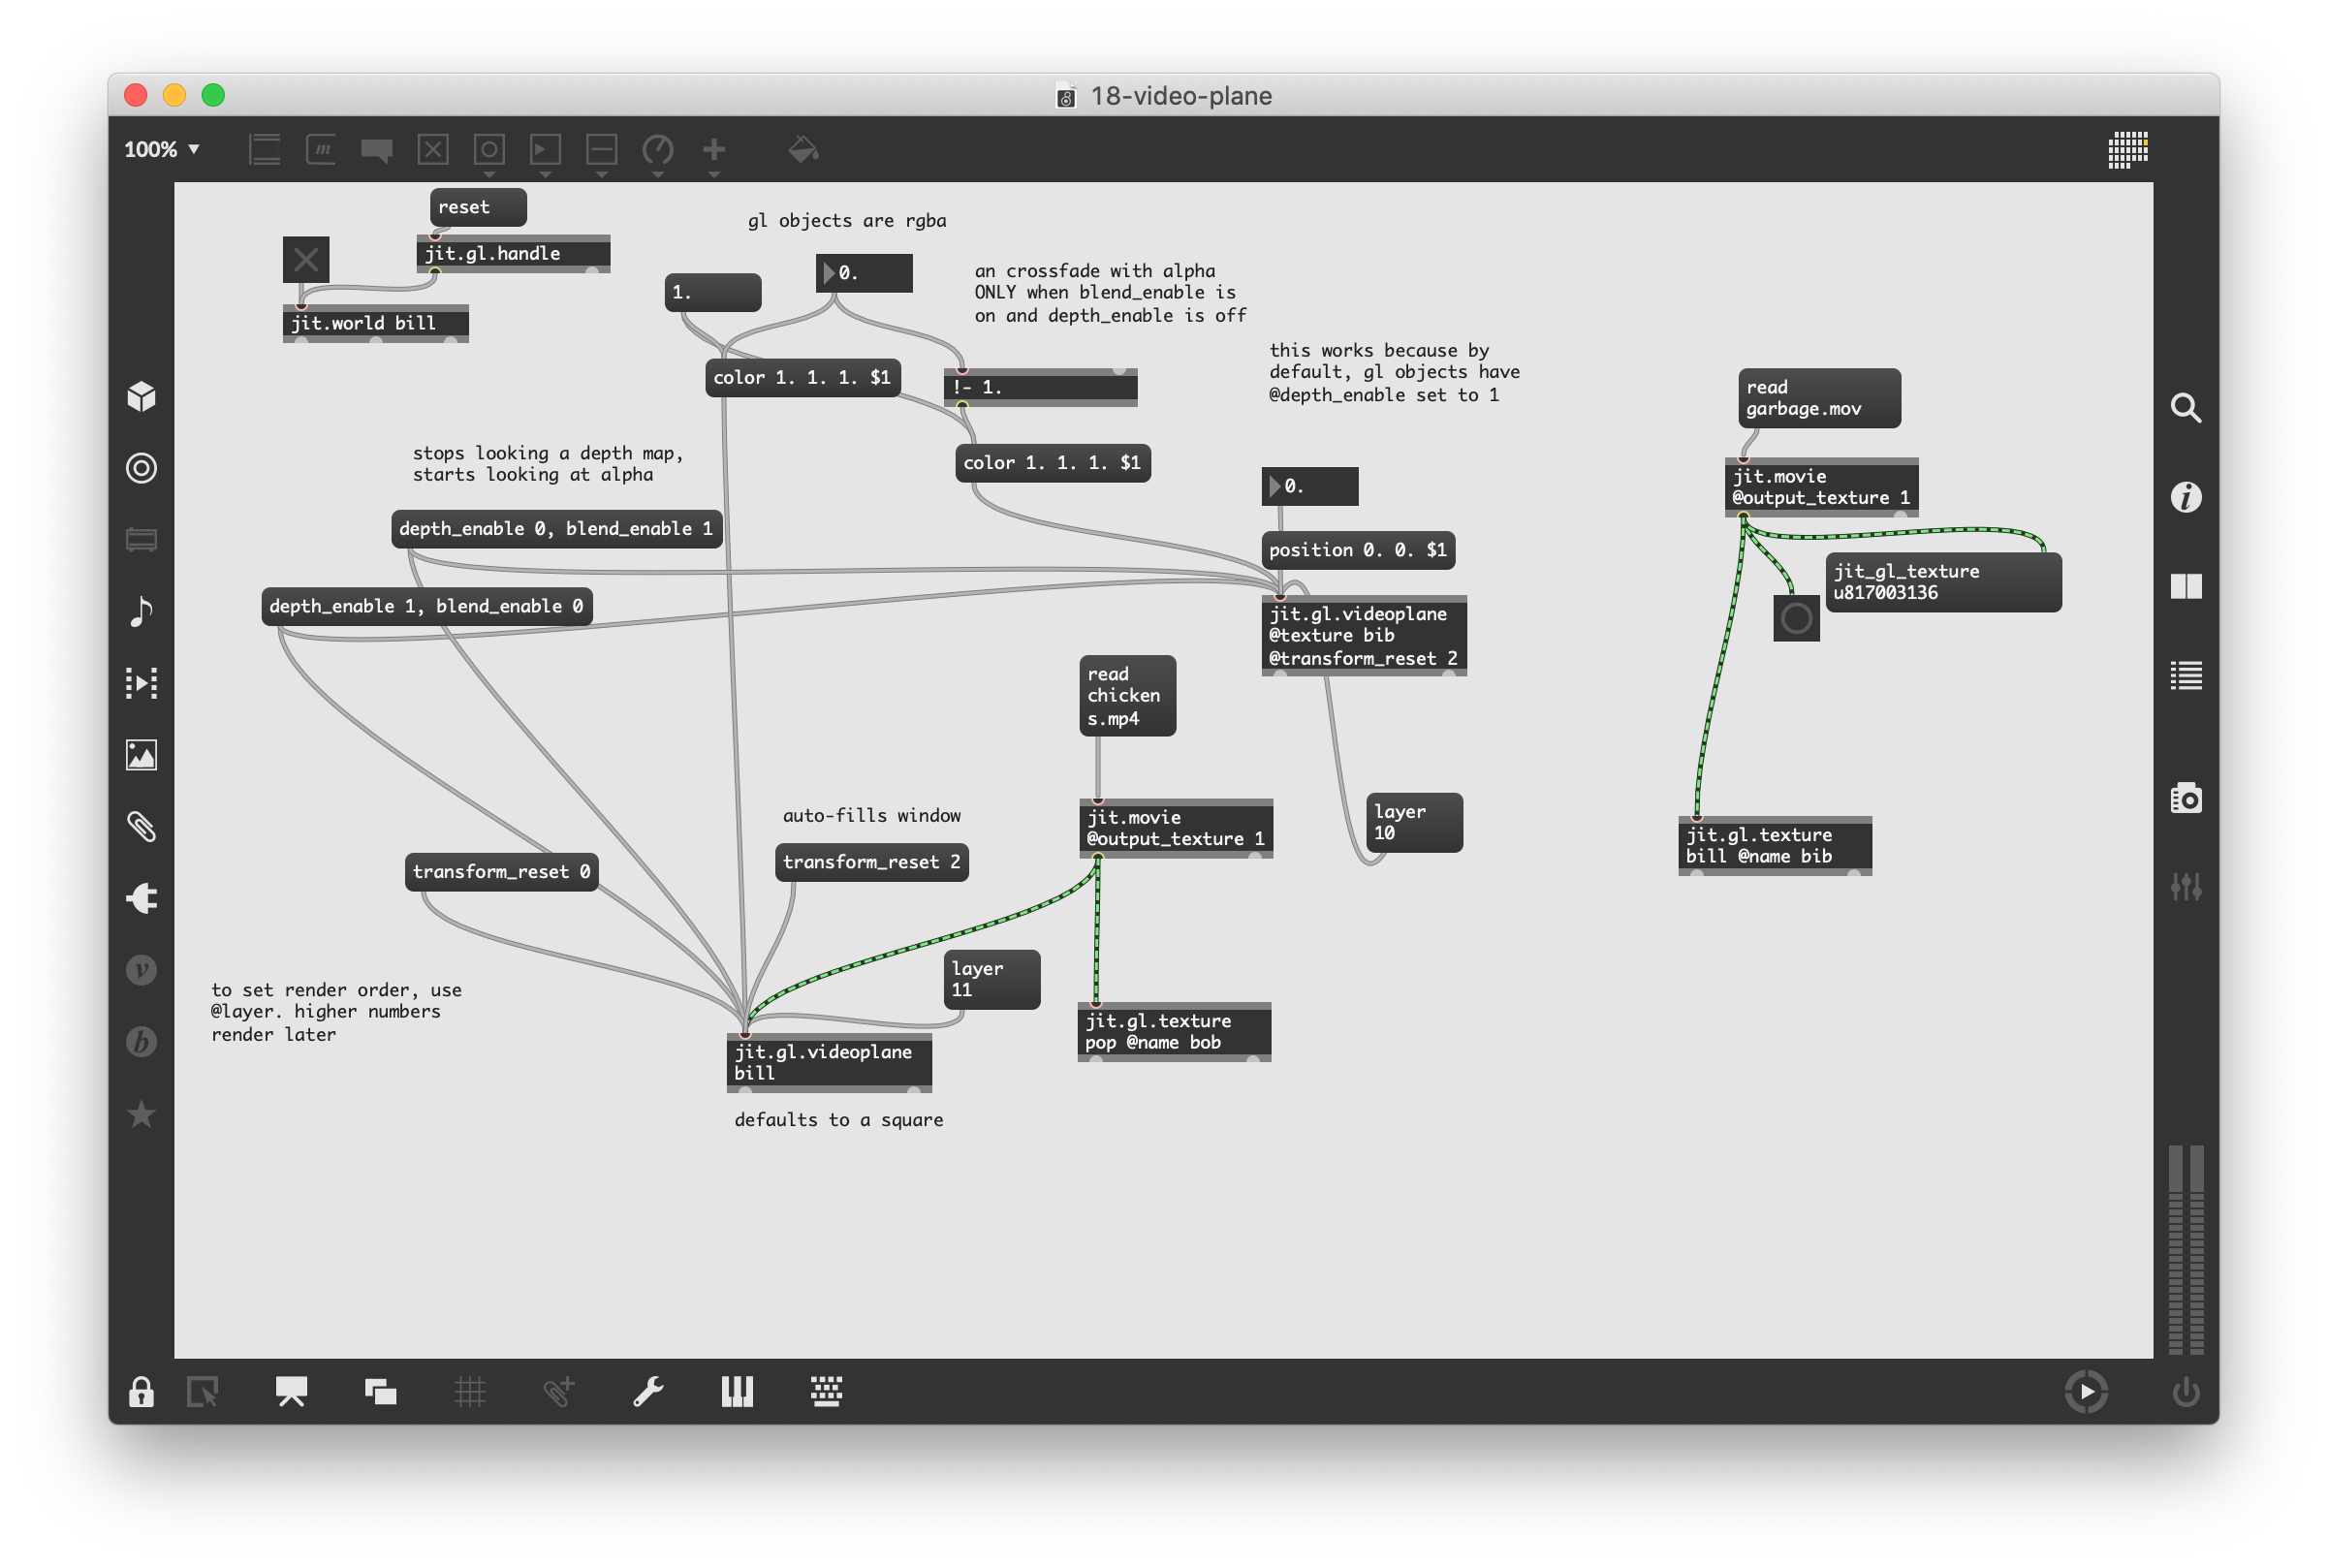 18-video-plane
100%
reset
jit.gl.handle
jit.world bill
gl objects are rgba
0.
1.
an crossfade with alpha
ONLY when blend_enable is
on and depth_enable is off
color 1. 1. 1. $1
!- 1.
color 1. 1. 1. $1
this works because by
default, gl objects have
@depth_enable set to 1
read
garbage.mov
jit.movie
@output_texture 1
stops looking a depth map,
starts looking at alpha
depth_enable 0, blend_enable 1
depth_enable 1, blend_enable 0
0.
position 0. 0. $1
jit.gl.videoplane
@texture bib
@transform_reset 2
jit_gl_texture
u817003136
read
chicken
s.mp4
jit.movie
@output_texture 1
layer
10
jit.gl.texture
bill @name bib
auto-fills window
transform_reset 0
transform_reset 2
layer
11
to set render order, use
@layer. higher numbers
render later
jit.gl.videoplane
bill
jit.gl.texture
pop @name bob
defaults to a square